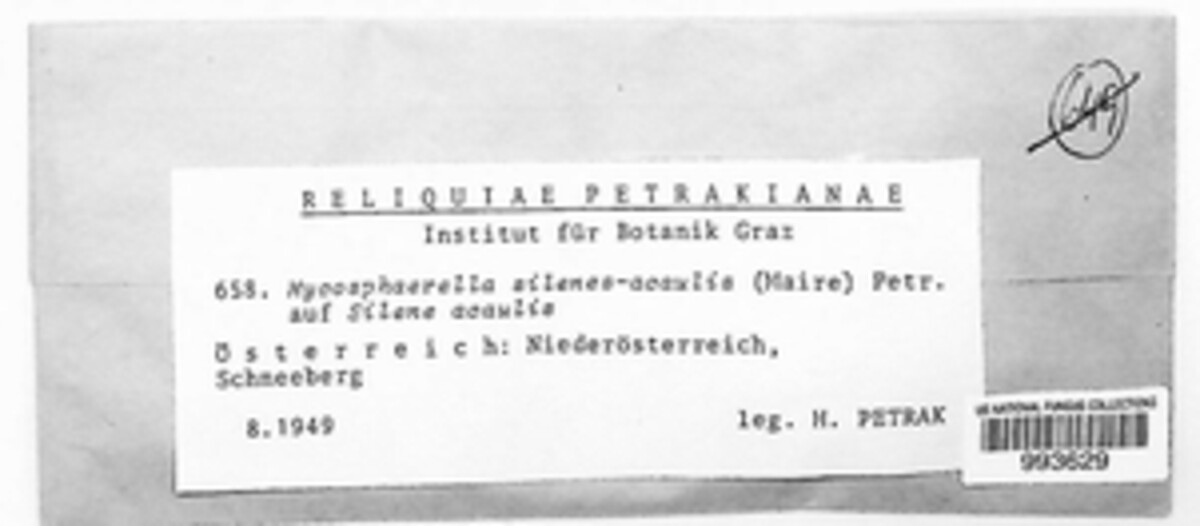 RELIQUIAE PETRAKIANAE
Institut für Botanik Graz
658. Mycosphaerella silenes-acaulis (Maire) Petr.
auf Silene acaulis
Österreich: Niederösterreich,
Schneeberg
8.1949
leg. H. PETRAK
US NATIONAL FUNGUS COLLECTIONS
993629